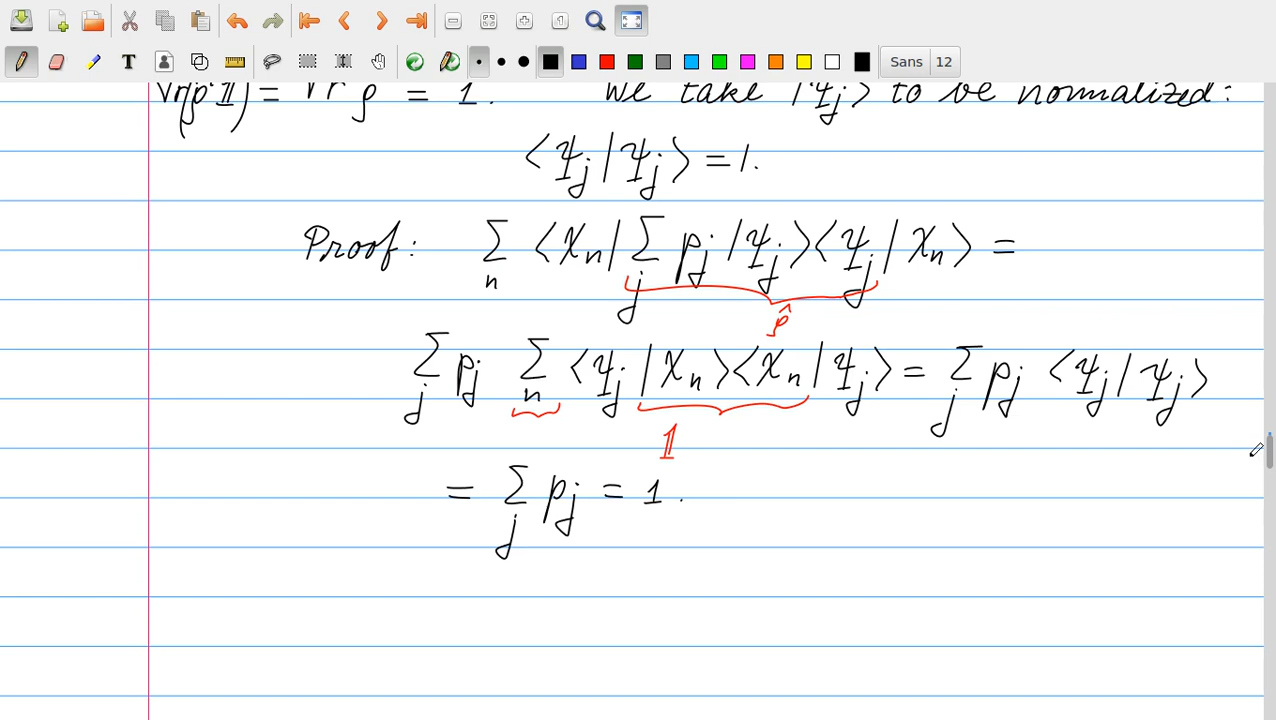 T Sans 12
Tr(ρ̂ 𝟙) = Tr ρ = 1. We take |Ψj⟩ to be normalized:
⟨Ψj|Ψj⟩ = 1.
Proof: Σn ⟨χn| Σj pj |Ψj⟩⟨Ψj|χn⟩ =
ρ̂
Σj pj Σn ⟨Ψj|χn⟩⟨χn|Ψj⟩ = Σj pj ⟨Ψj|Ψj⟩
𝟙
= Σj pj = 1.